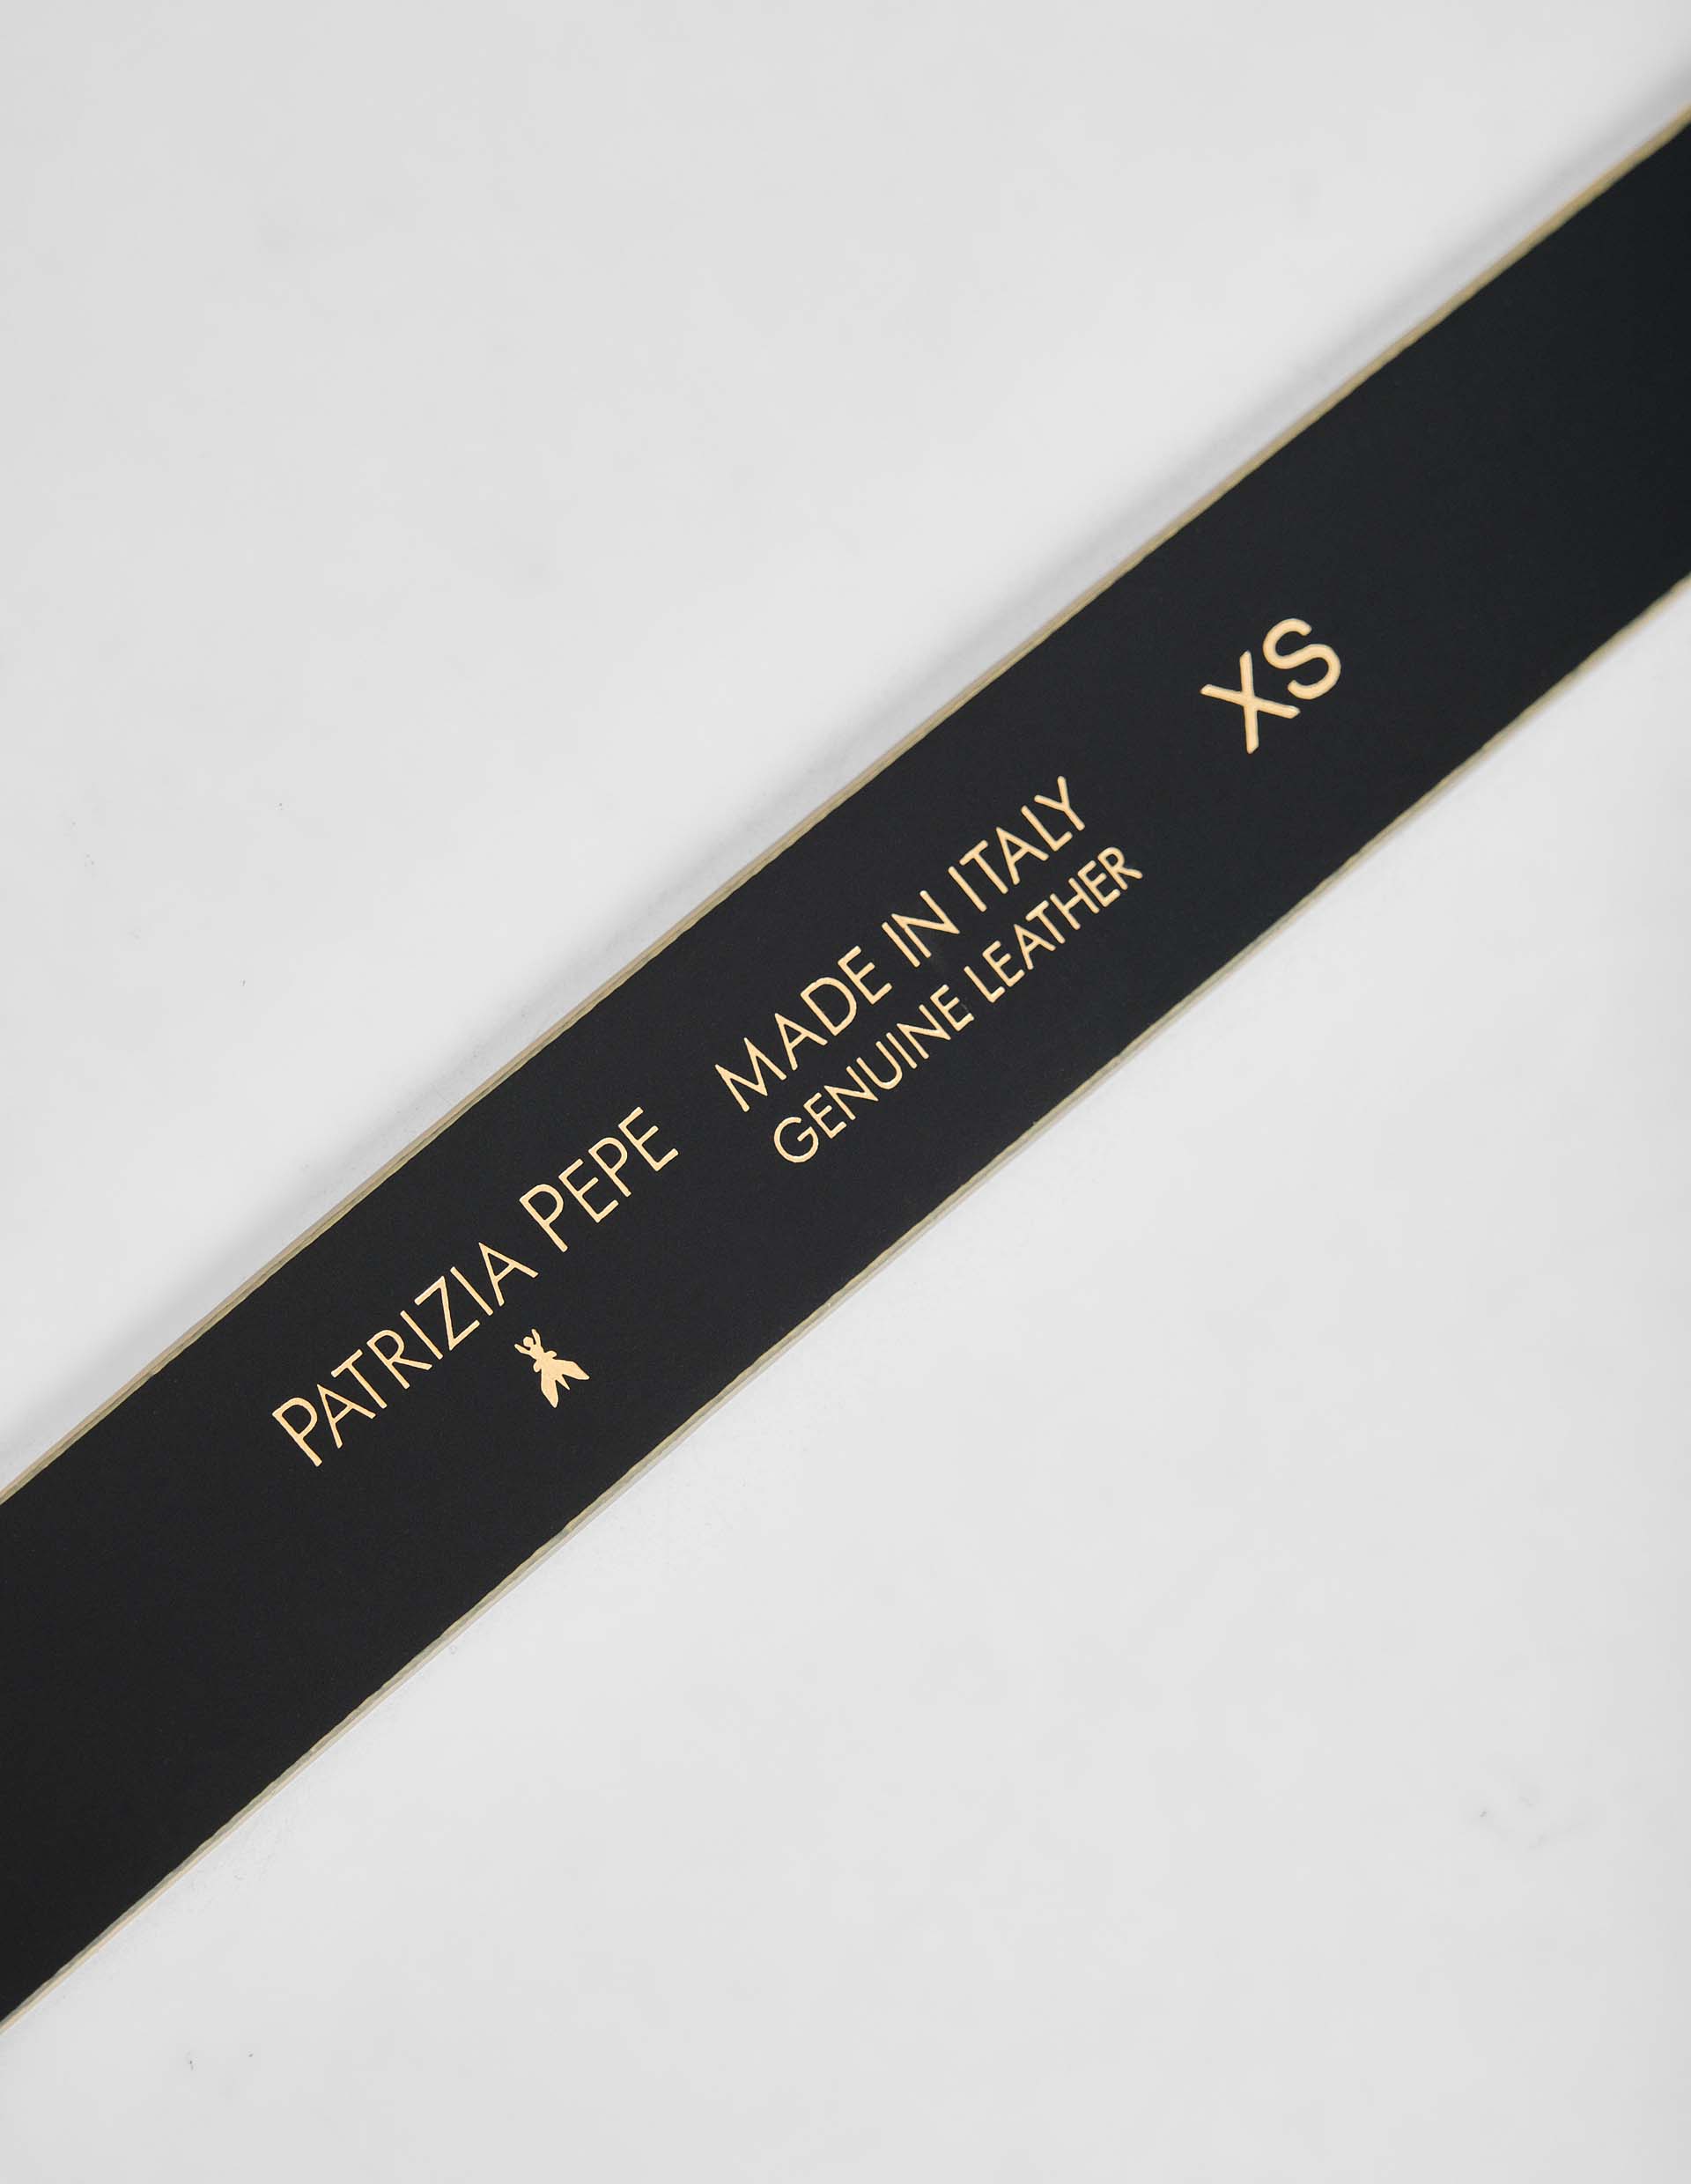 PATRIZIA PEPE
MADE IN ITALY
GENUINE LEATHER
XS